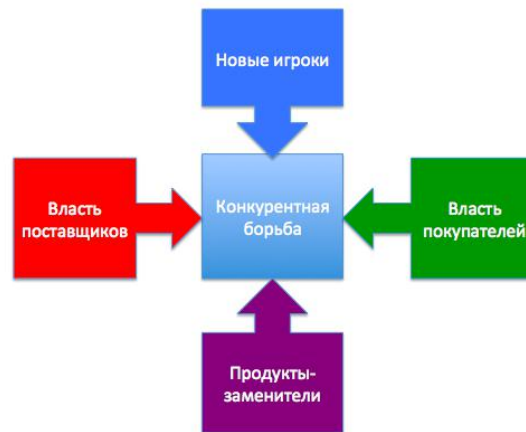 Новые игроки
Власть
поставщиков
Конкурентная
борьба
Власть
покупателей
Продукты-
заменители